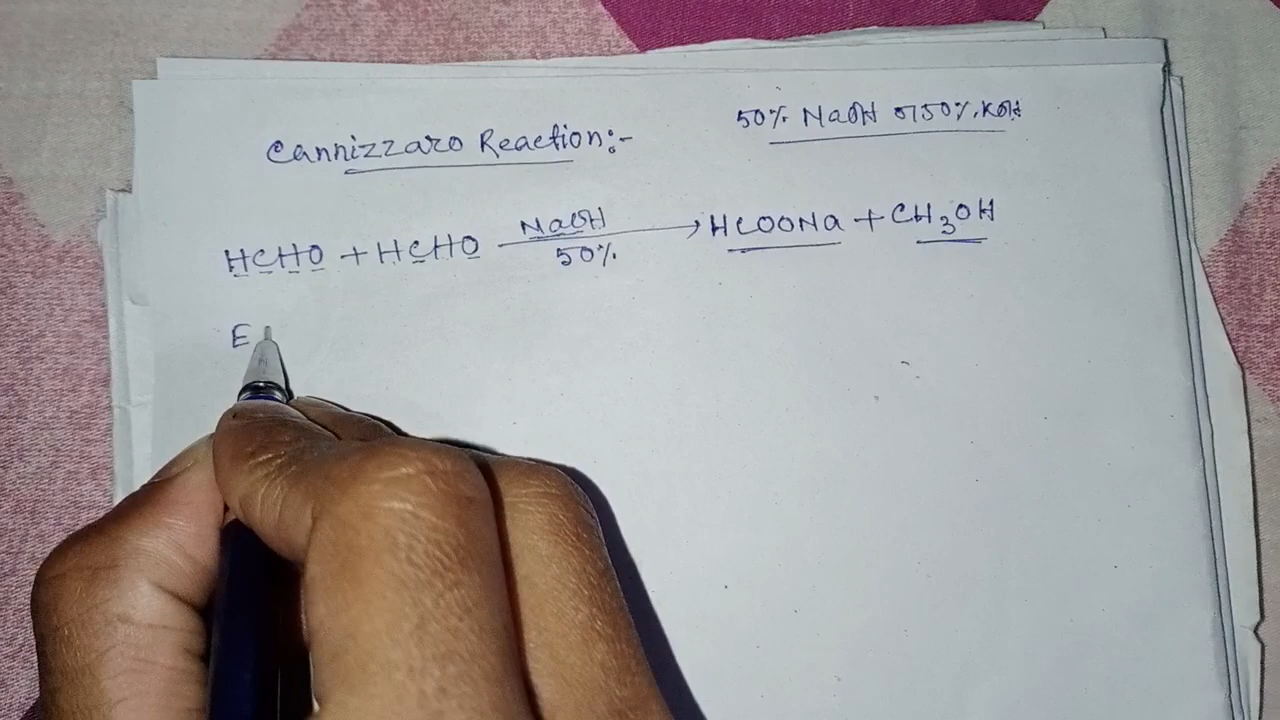 Cannizzaro Reaction:-
50% NaOH or 50% KOH
HCHO + HCHO NaOH 50% → HCOONa + CH3OH
E